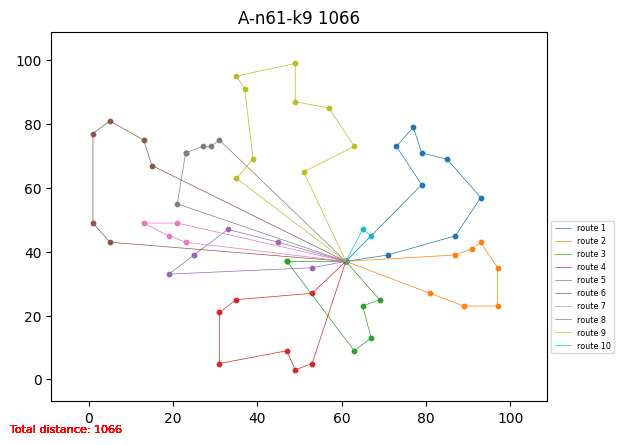 A-n61-k9 1066
100
80
60
40
20
0
0 20 40 60 80 100
route 1
route 2
route 3
route 4
route 5
route 6
route 7
route 8
route 9
route 10
Total distance: 1066